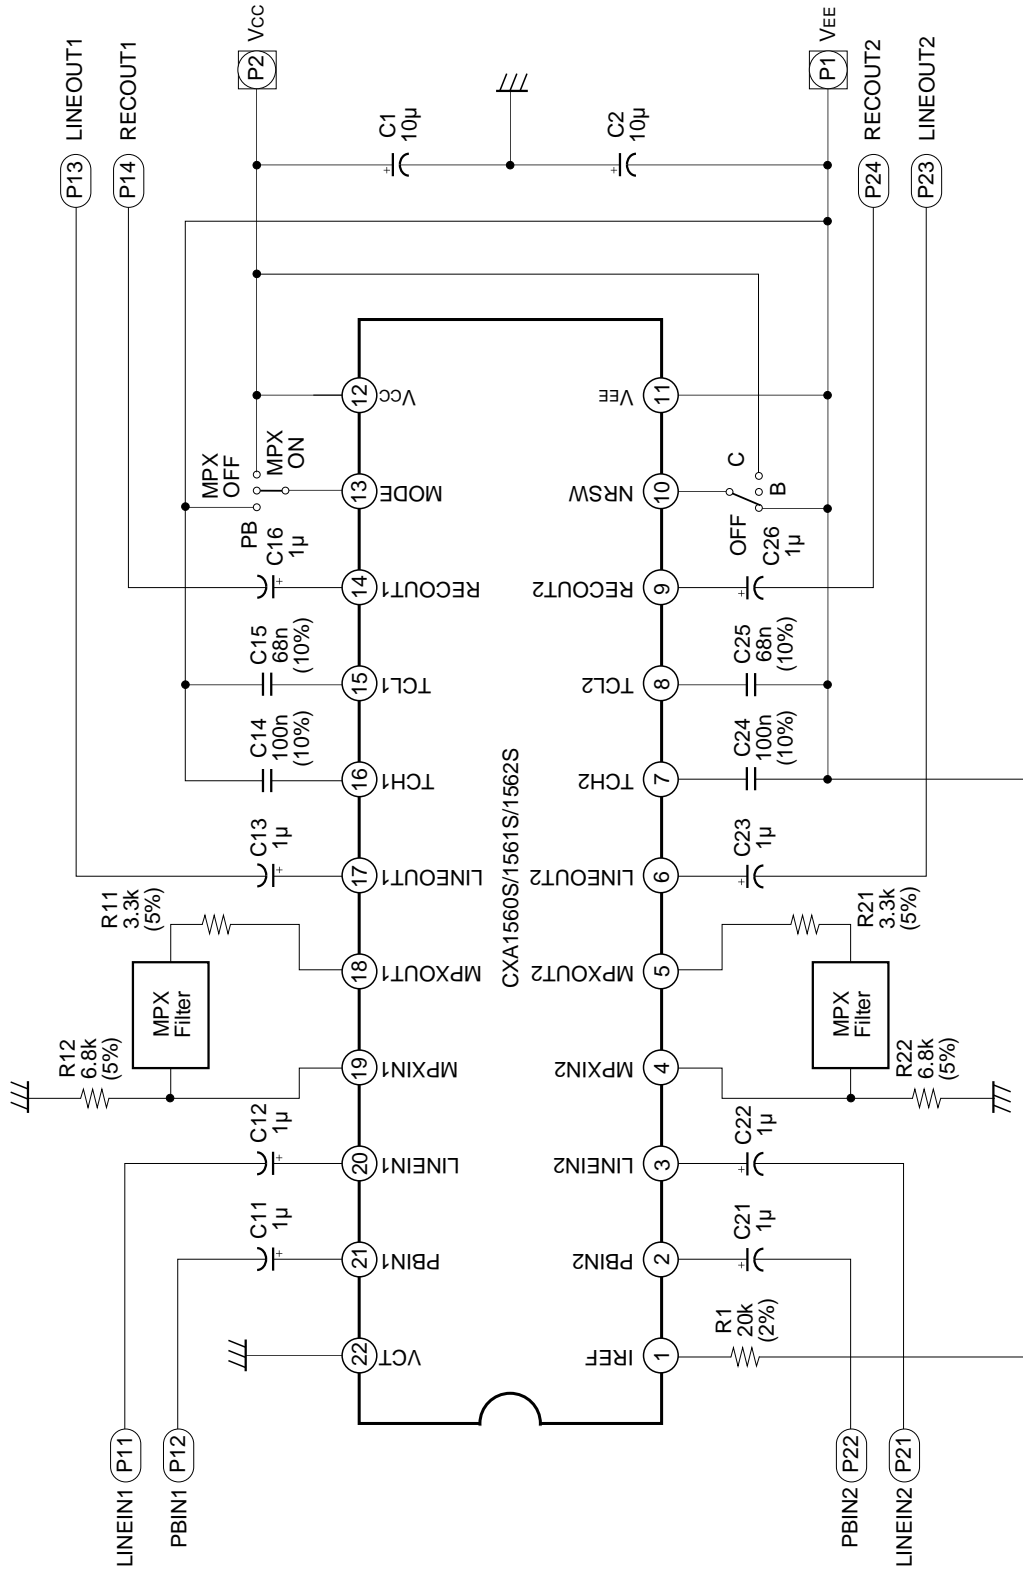 LINEOUT1
P13
RECOUT1
P14
VCC
P2
C1
10µ
C2
10µ
VEE
P1
RECOUT2
P24
LINEOUT2
P23
MPX
OFF
MPX
ON
PB
C16
1µ
C15
68n
(10%)
C14
100n
(10%)
C13
1µ
R11
3.3k
(5%)
MPX
Filter
R12
6.8k
(5%)
C12
1µ
C11
1µ
LINEIN1 P11
PBIN1 P12
12 VCC
13 MODE
14 RECOUT1
15 TCL1
16 TCH1
17 LINEOUT1
18 MPXOUT1
19 MPXIN1
20 LINEIN1
21 PBIN1
22 VCT
CXA1560S/1561S/1562S
VEE 11
NRSW 10
RECOUT2 9
TCL2 8
TCH2 7
LINEOUT2 6
MPXOUT2 5
MPXIN2 4
LINEIN2 3
PBIN2 2
IREF 1
C
B
OFF
C26
1µ
C25
68n
(10%)
C24
100n
(10%)
C23
1µ
R21
3.3k
(5%)
MPX
Filter
R22
6.8k
(5%)
C22
1µ
C21
1µ
R1
20k
(2%)
PBIN2 P22
LINEIN2 P21